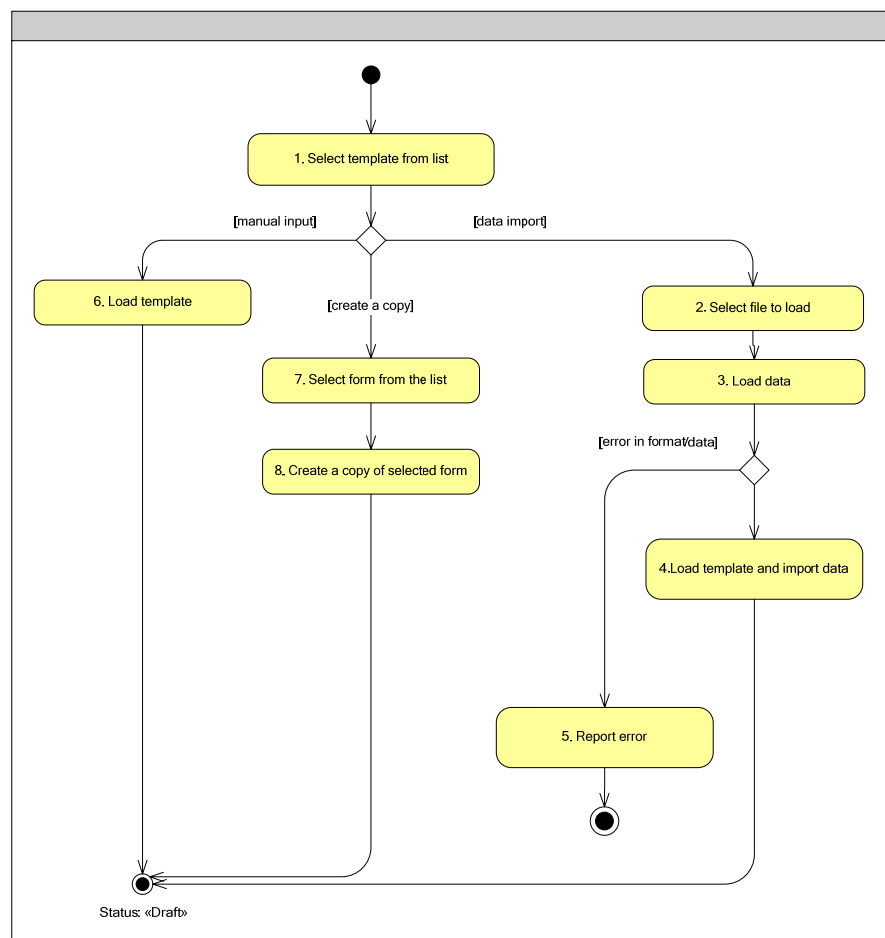 1. Select template from list
[manual input]
[data import]
6. Load template
[create a copy]
2. Select file to load
7. Select form from the list
3. Load data
[error in format/data]
8. Create a copy of selected form
4.Load template and import data
5. Report error
Status: «Draft»